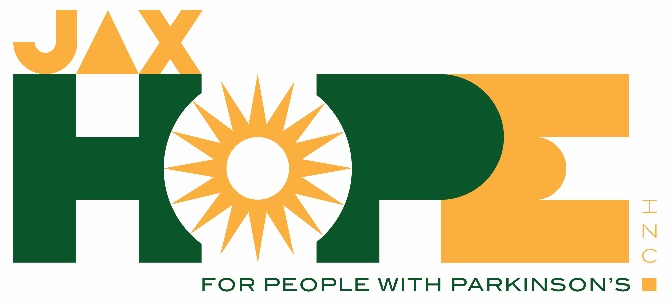 JAX
HOPE
INC
FOR PEOPLE WITH PARKINSON'S